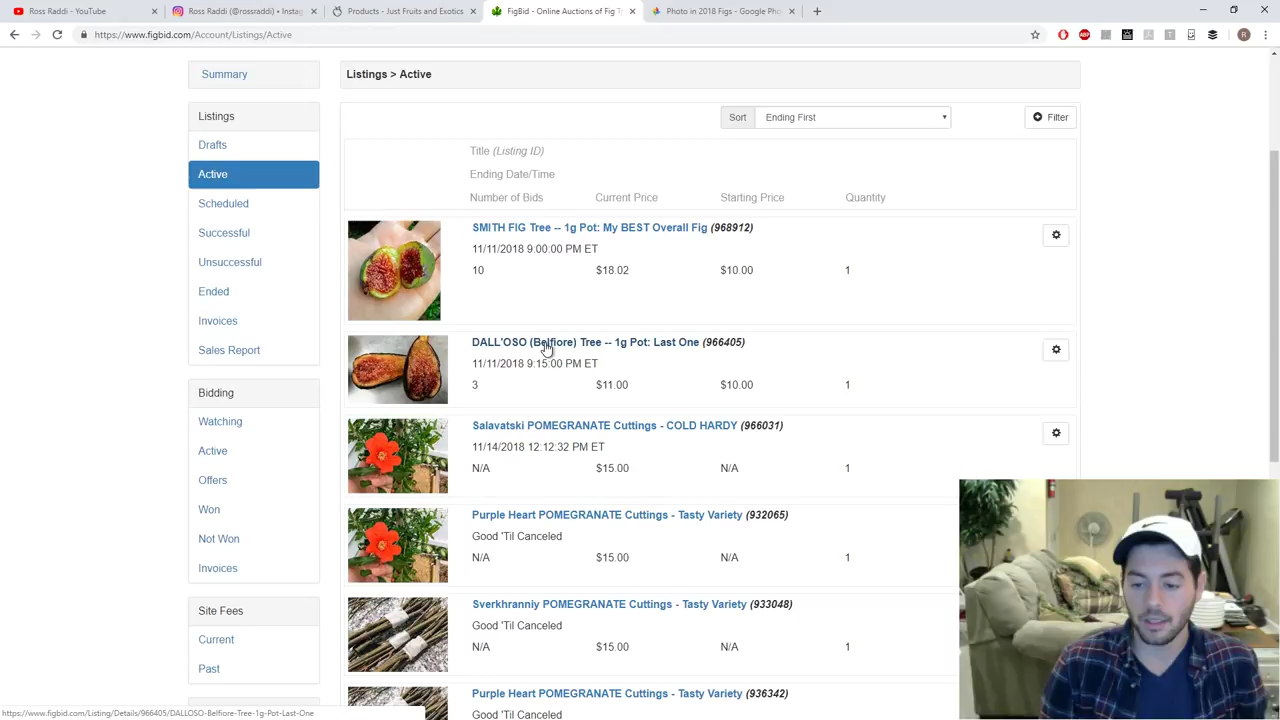 Ross Raddi - YouTube
Ross Raddi (@rossraddi) • Instag
Products - Just Fruits and Exotics
FigBid - Online Auctions of Fig T
Photo in 2018 Figs - Google Pho
https://www.figbid.com/Account/Listings/Active
ABP
R
Summary
Listings > Active
Listings
Drafts
Active
Scheduled
Successful
Unsuccessful
Ended
Invoices
Sales Report
Bidding
Watching
Active
Offers
Won
Not Won
Invoices
Site Fees
Current
Past
Sort
Ending First
Filter
Title (Listing ID)
Ending Date/Time
Number of Bids Current Price Starting Price Quantity
SMITH FIG Tree -- 1g Pot: My BEST Overall Fig (968912)
11/11/2018 9:00:00 PM ET
10 $18.02 $10.00 1
DALL'OSO (Belfiore) Tree -- 1g Pot: Last One (966405)
11/11/2018 9:15:00 PM ET
3 $11.00 $10.00 1
Salavatski POMEGRANATE Cuttings - COLD HARDY (966031)
11/14/2018 12:12:32 PM ET
N/A $15.00 N/A 1
Purple Heart POMEGRANATE Cuttings - Tasty Variety (932065)
Good 'Til Canceled
N/A $15.00 N/A 1
Sverkhranniy POMEGRANATE Cuttings - Tasty Variety (933048)
Good 'Til Canceled
N/A $15.00 N/A 1
Purple Heart POMEGRANATE Cuttings - Tasty Variety (936342)
Good 'Til Canceled
https://www.figbid.com/Listing/Details/966405/DALLOSO-Belfiore-Tree-1g-Pot-Last-One